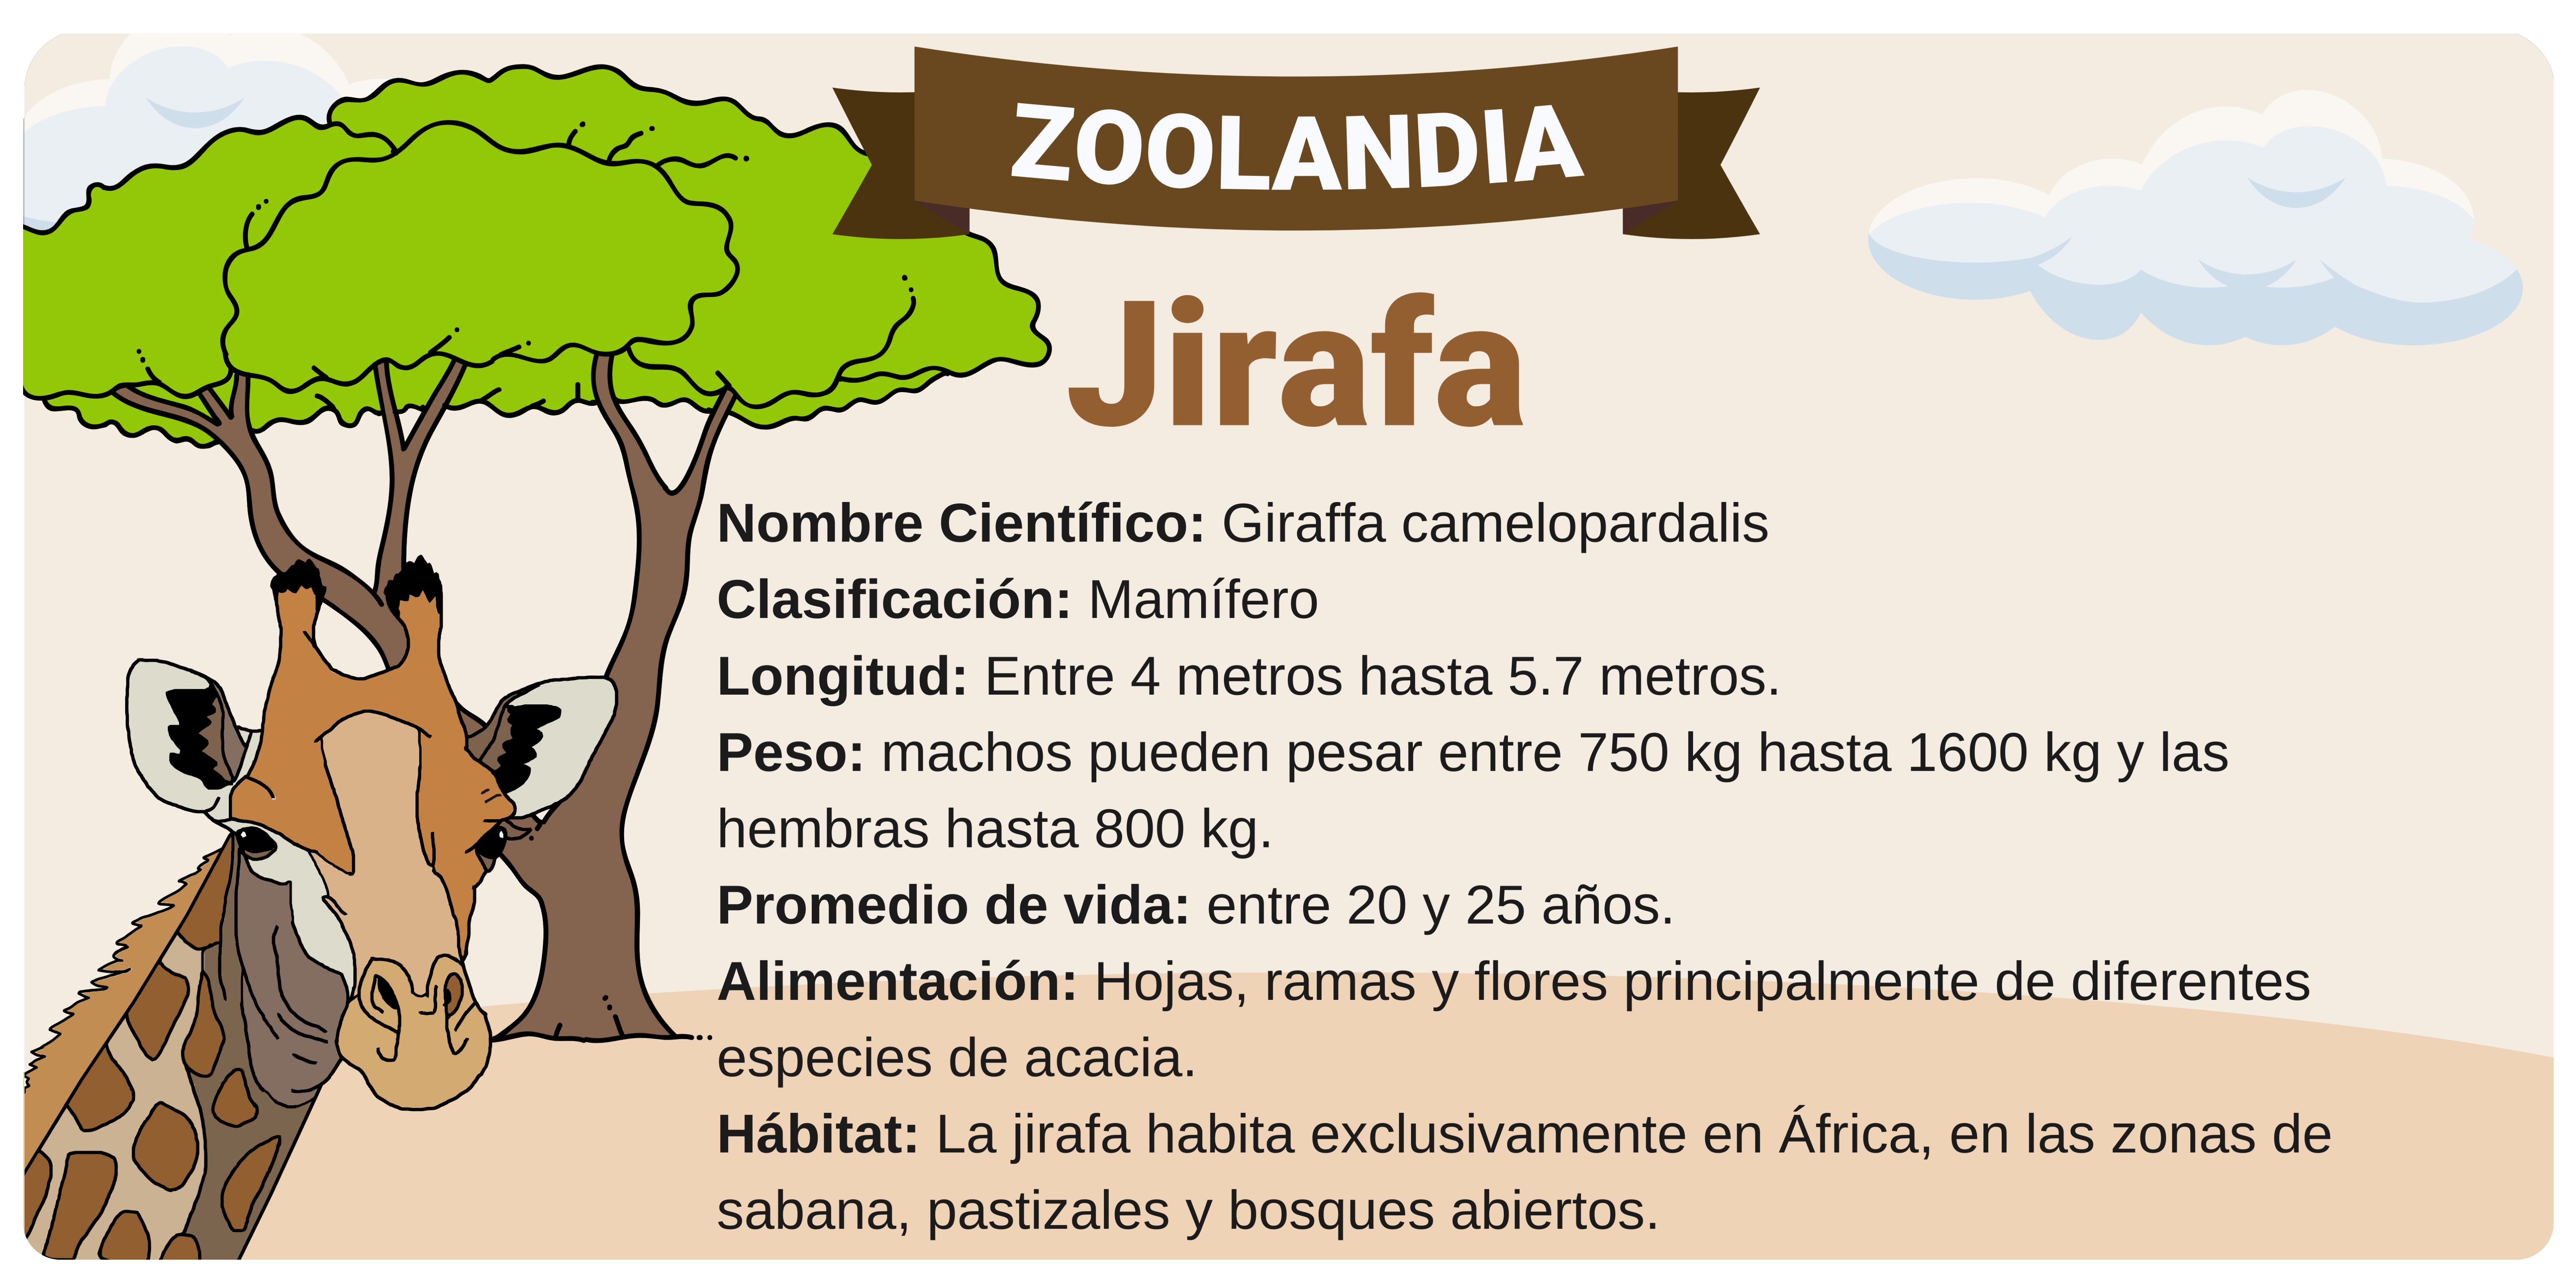 ZOOLANDIA
Jirafa
Nombre Científico: Giraffa camelopardalis
Clasificación: Mamífero
Longitud: Entre 4 metros hasta 5.7 metros.
Peso: machos pueden pesar entre 750 kg hasta 1600 kg y las
hembras hasta 800 kg.
Promedio de vida: entre 20 y 25 años.
Alimentación: Hojas, ramas y flores principalmente de diferentes
especies de acacia.
Hábitat: La jirafa habita exclusivamente en África, en las zonas de
sabana, pastizales y bosques abiertos.